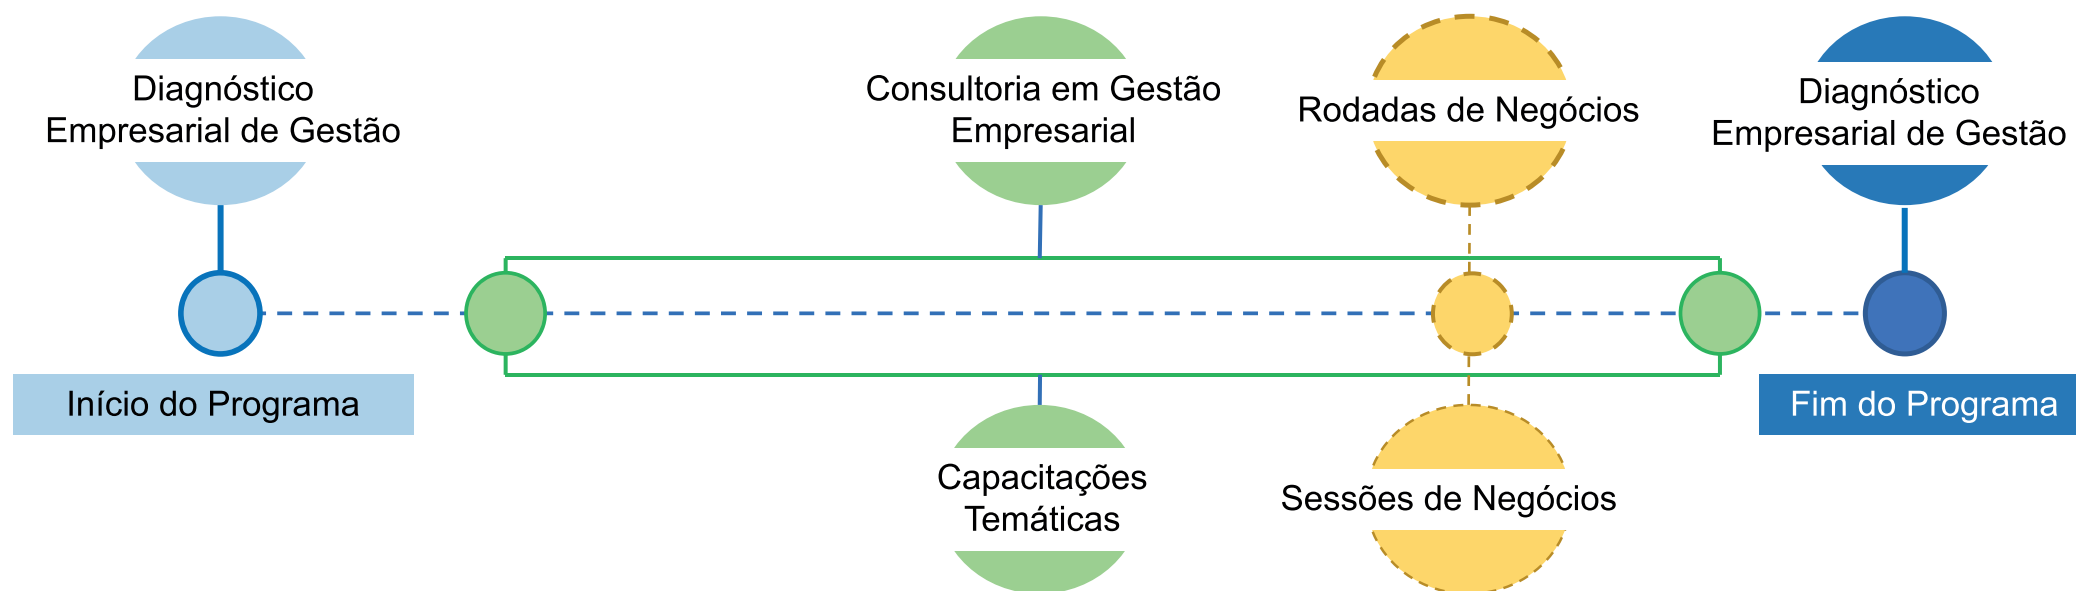 Diagnóstico
Empresarial de Gestão
Consultoria em Gestão
Empresarial
Rodadas de Negócios
Diagnóstico
Empresarial de Gestão
Início do Programa
Fim do Programa
Capacitações
Temáticas
Sessões de Negócios